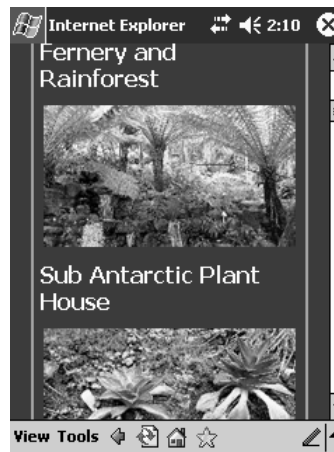 Internet Explorer 2:10
Fernery and
Rainforest
Sub Antarctic Plant
House
View Tools